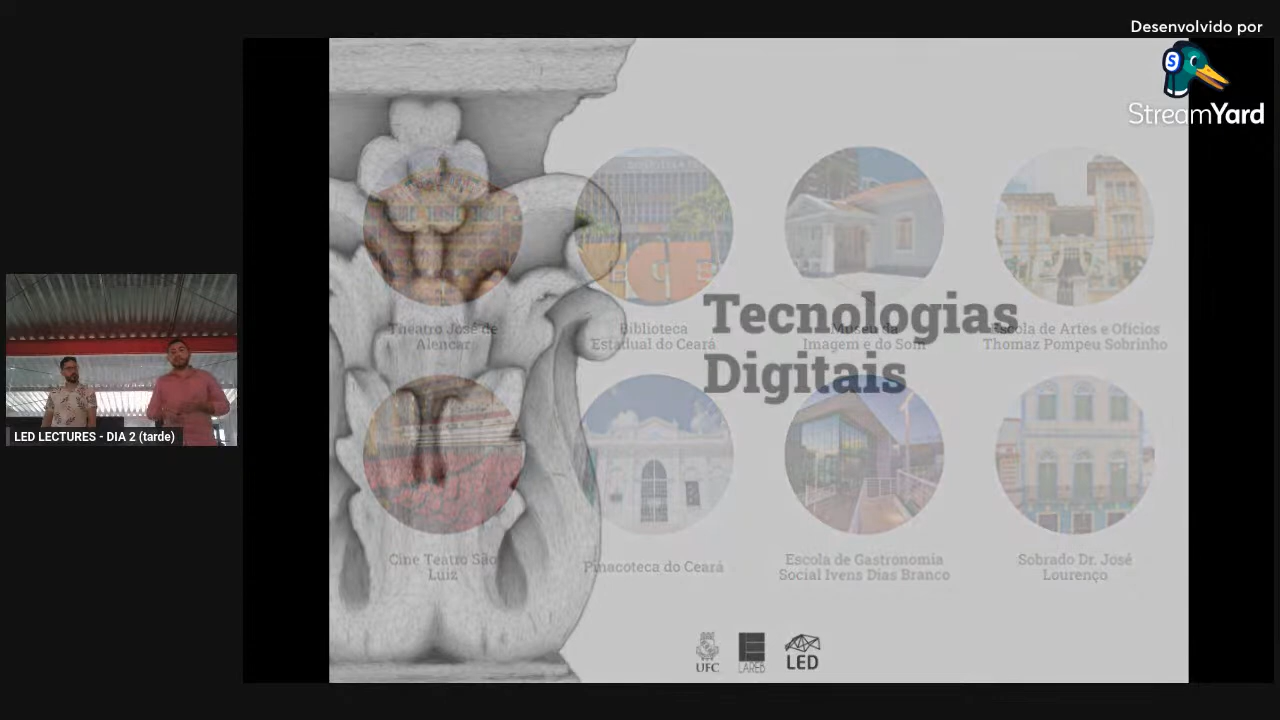 Desenvolvido por
StreamYard
Tecnologias
Digitais
Theatro José de
Alencar
Biblioteca
Estadual do Ceará
Museu da
Imagem e do Som
Escola de Artes e Ofícios
Thomaz Pompeu Sobrinho
Cine Teatro São
Luiz
Pinacoteca do Ceará
Escola de Gastronomia
Social Ivens Dias Branco
Sobrado Dr. José
Lourenço
LED LECTURES - DIA 2 (tarde)
UFC
LAREB
LED